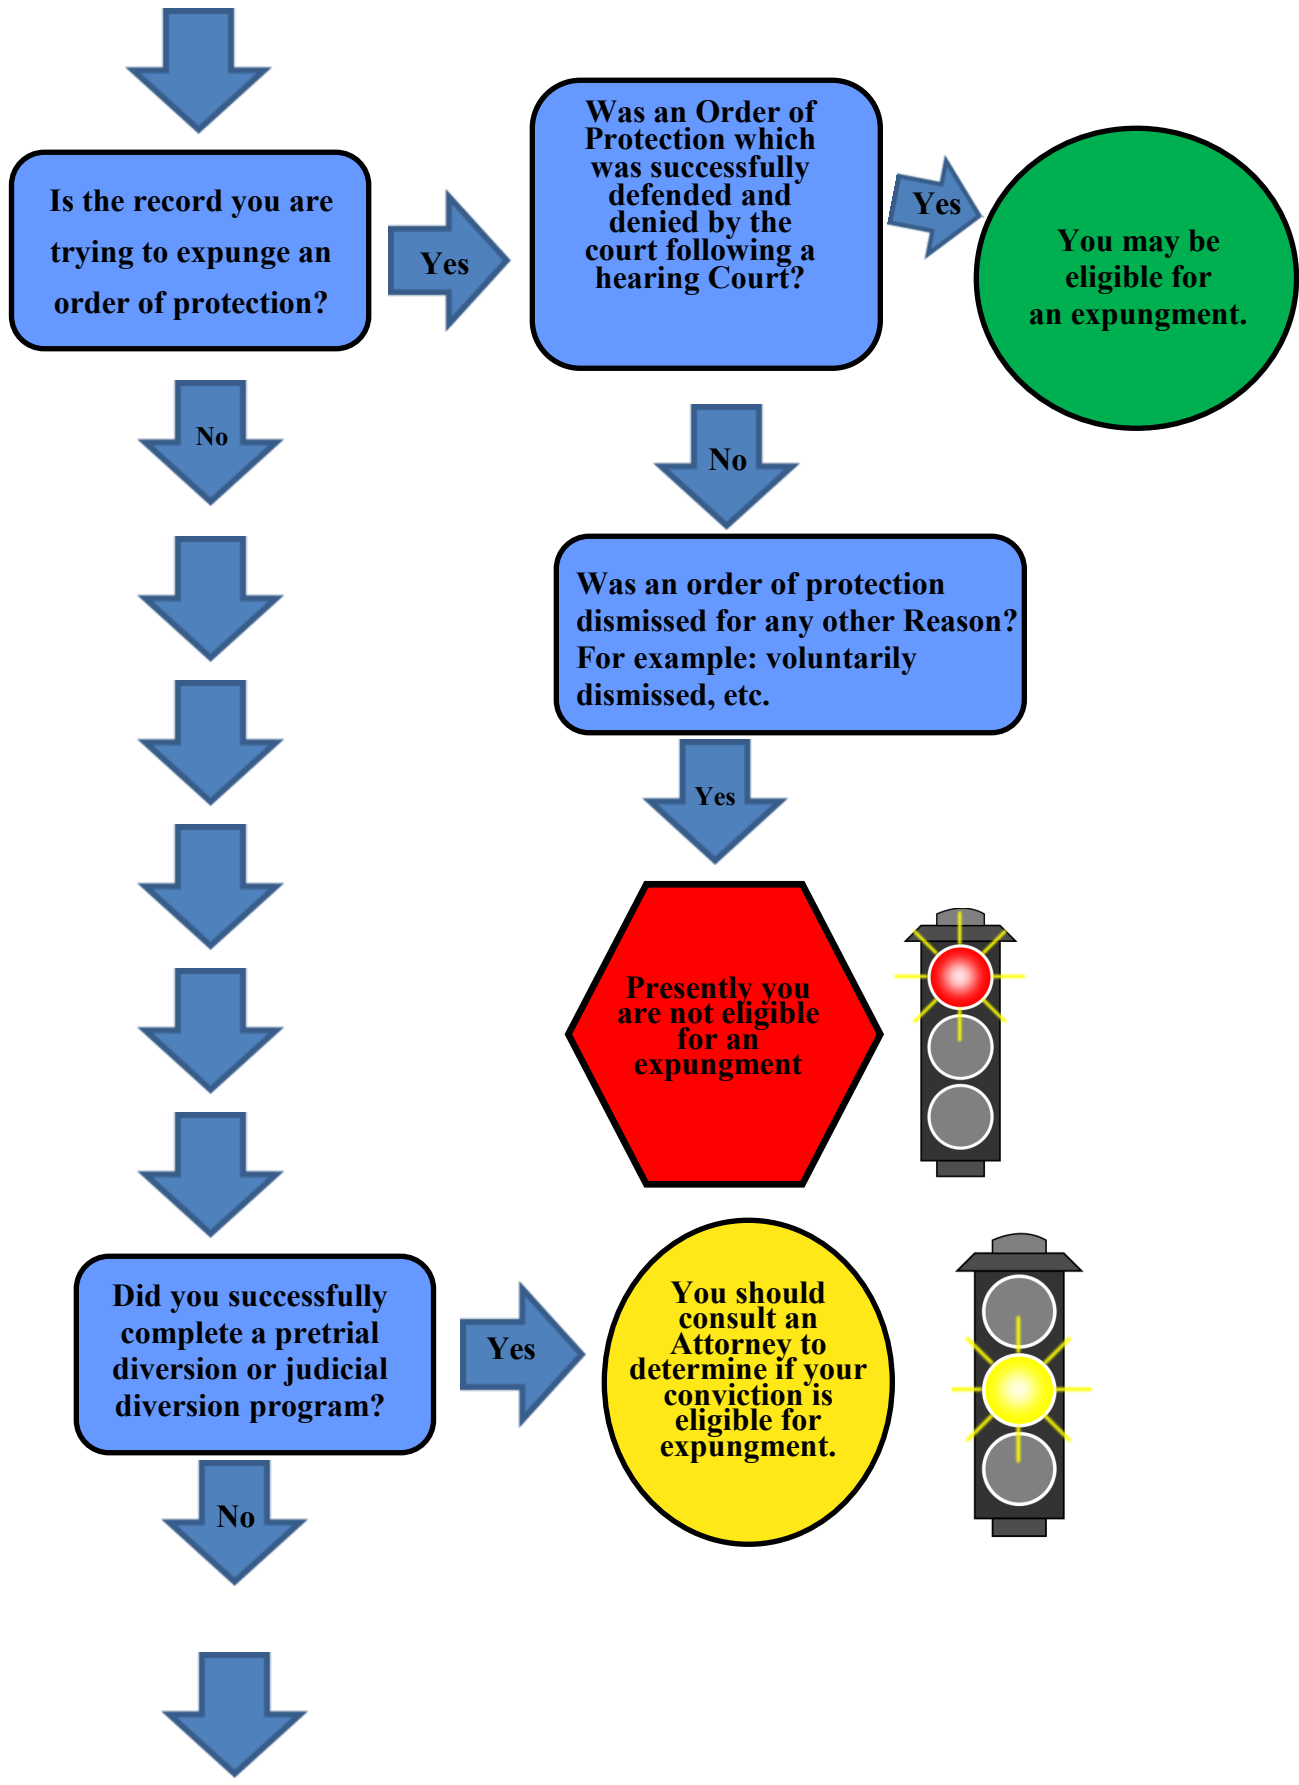 Is the record you are
trying to expunge an
order of protection?
Yes
Was an Order of
Protection which
was successfully
defended and
denied by the
court following a
hearing Court?
Yes
You may be
eligible for
an expungment.
No
No
Was an order of protection
dismissed for any other Reason?
For example: voluntarily
dismissed, etc.
Yes
Presently you
are not eligible
for an
expungment
Did you successfully
complete a pretrial
diversion or judicial
diversion program?
Yes
You should
consult an
Attorney to
determine if your
conviction is
eligible for
expungment.
No